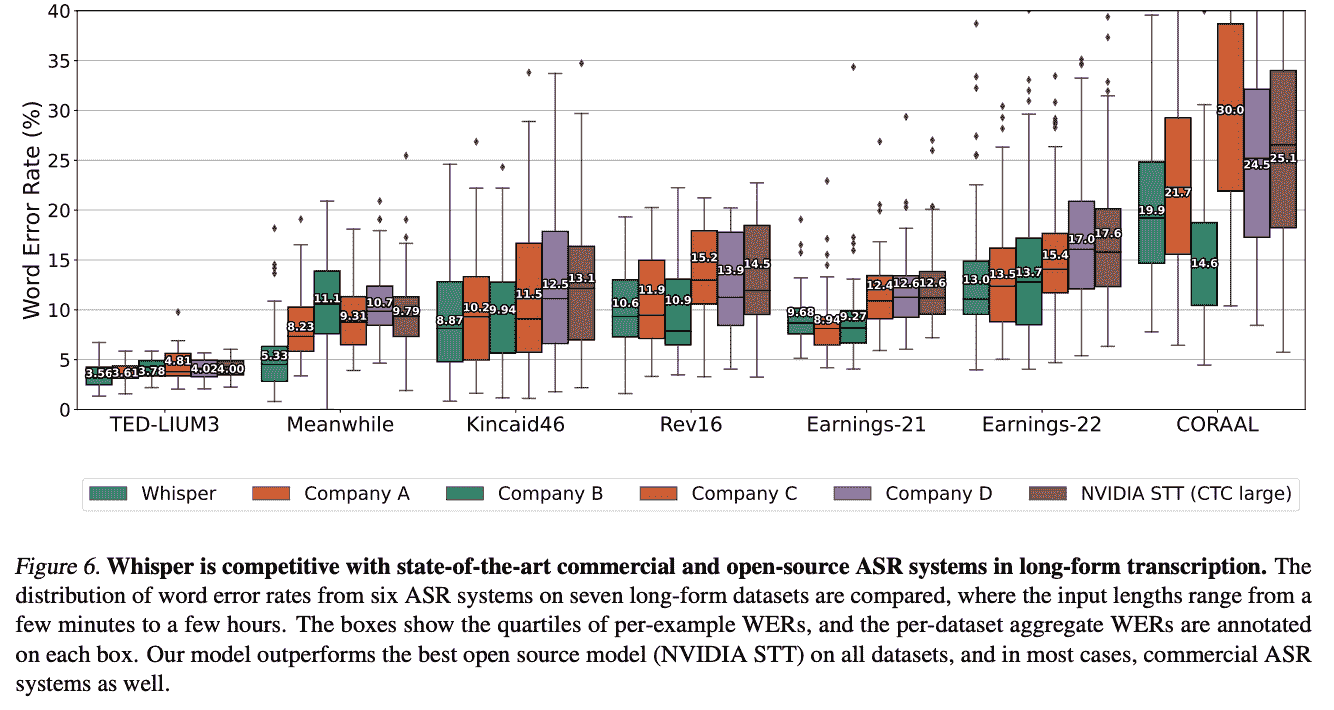 40
35
30
25
20
15
10
5
0
Word Error Rate (%)
3.56 3.61 3.78 4.81 4.02 4.00
5.33 8.23 11.1 9.31 10.7 9.79
8.87 10.2 9.94 11.5 12.5 13.1
10.6 11.9 10.9 15.2 13.9 14.5
9.68 8.94 9.27 12.4 12.6 12.6
13.0 13.5 13.7 15.4 17.0 17.6
19.9 21.7 14.6 30.0 24.5 25.1
TED-LIUM3 Meanwhile Kincaid46 Rev16 Earnings-21 Earnings-22 CORAAL
Whisper Company A Company B Company C Company D NVIDIA STT (CTC large)
Figure 6. Whisper is competitive with state-of-the-art commercial and open-source ASR systems in long-form transcription. The
distribution of word error rates from six ASR systems on seven long-form datasets are compared, where the input lengths range from a
few minutes to a few hours. The boxes show the quartiles of per-example WERs, and the per-dataset aggregate WERs are annotated
on each box. Our model outperforms the best open source model (NVIDIA STT) on all datasets, and in most cases, commercial ASR
systems as well.